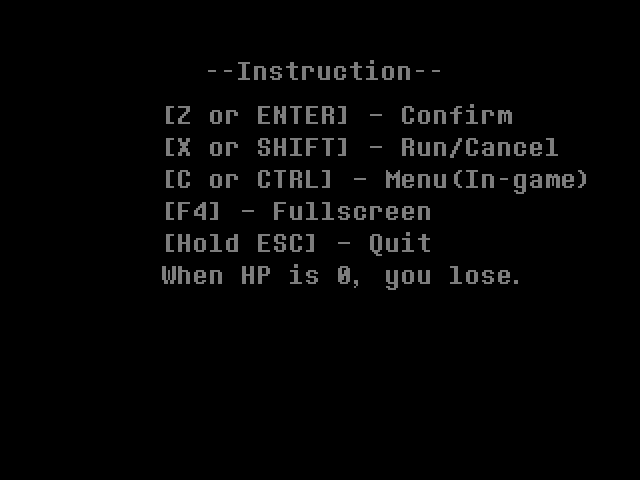 --Instruction--
[Z or ENTER] - Confirm
[X or SHIFT] - Run/Cancel
[C or CTRL] - Menu(In-game)
[F4] - Fullscreen
[Hold ESC] - Quit
When HP is 0, you lose.